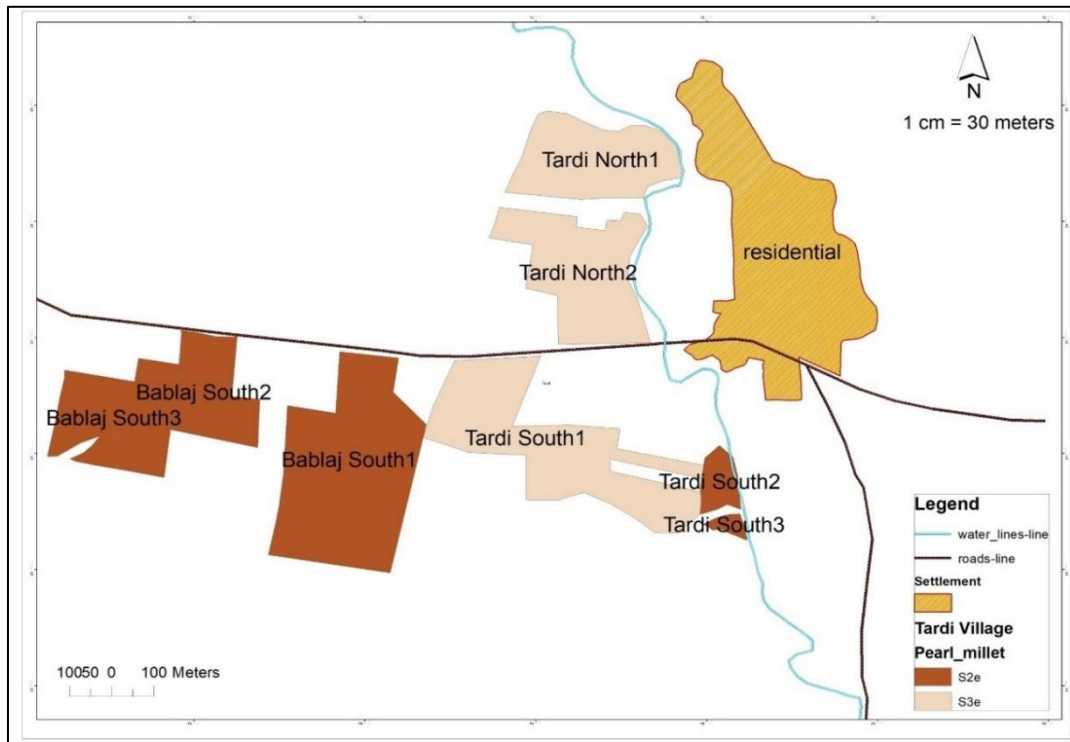 N
1 cm = 30 meters
Tardi North1
residential
Tardi North2
Bablaj South2
Bablaj South3
Tardi South1
Bablaj South1
Tardi South2
Tardi South3
Legend
water_lines-line
roads-line
Settlement
Tardi Village
Pearl_millet
S2e
S3e
10050 0 100 Meters